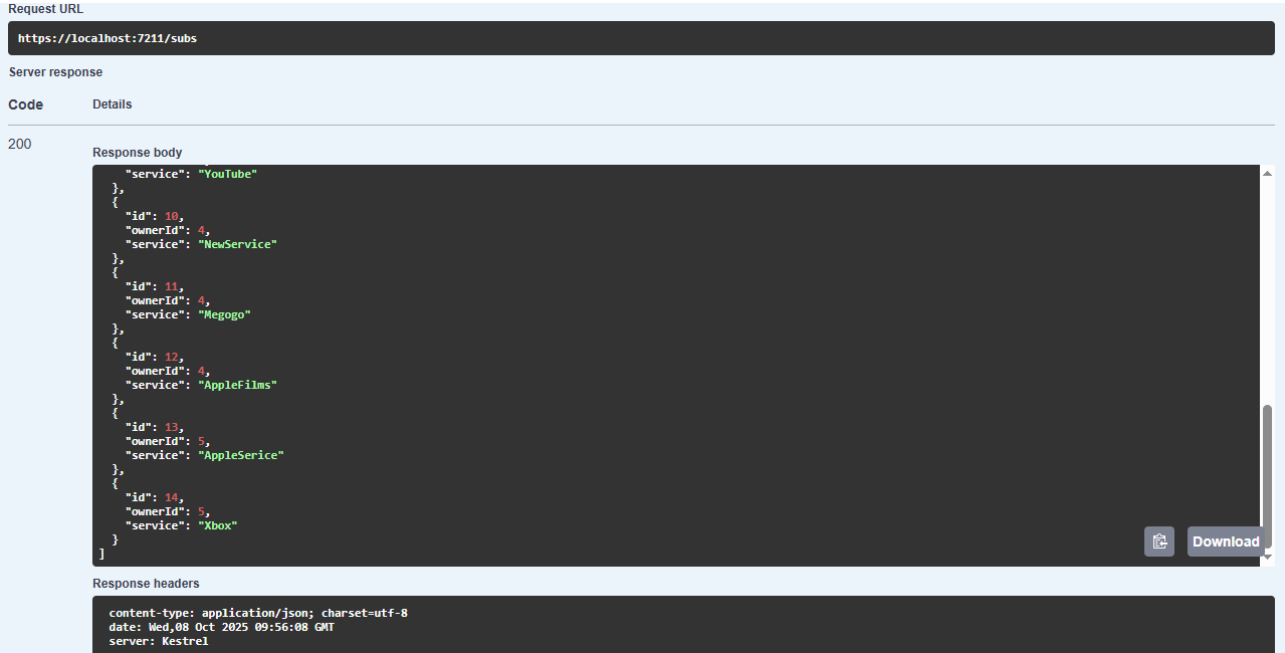 Request URL
https://localhost:7211/subs
Server response
Code Details
200
Response body
"service": "YouTube"
},
{
"id": 10,
"ownerId": 4,
"service": "NewService"
},
{
"id": 11,
"ownerId": 4,
"service": "Megogo"
},
{
"id": 12,
"ownerId": 4,
"service": "AppleFilms"
},
{
"id": 13,
"ownerId": 5,
"service": "AppleSerice"
},
{
"id": 14,
"ownerId": 5,
"service": "Xbox"
}
]
Download
Response headers
content-type: application/json; charset=utf-8
date: Wed,08 Oct 2025 09:56:08 GMT
server: Kestrel